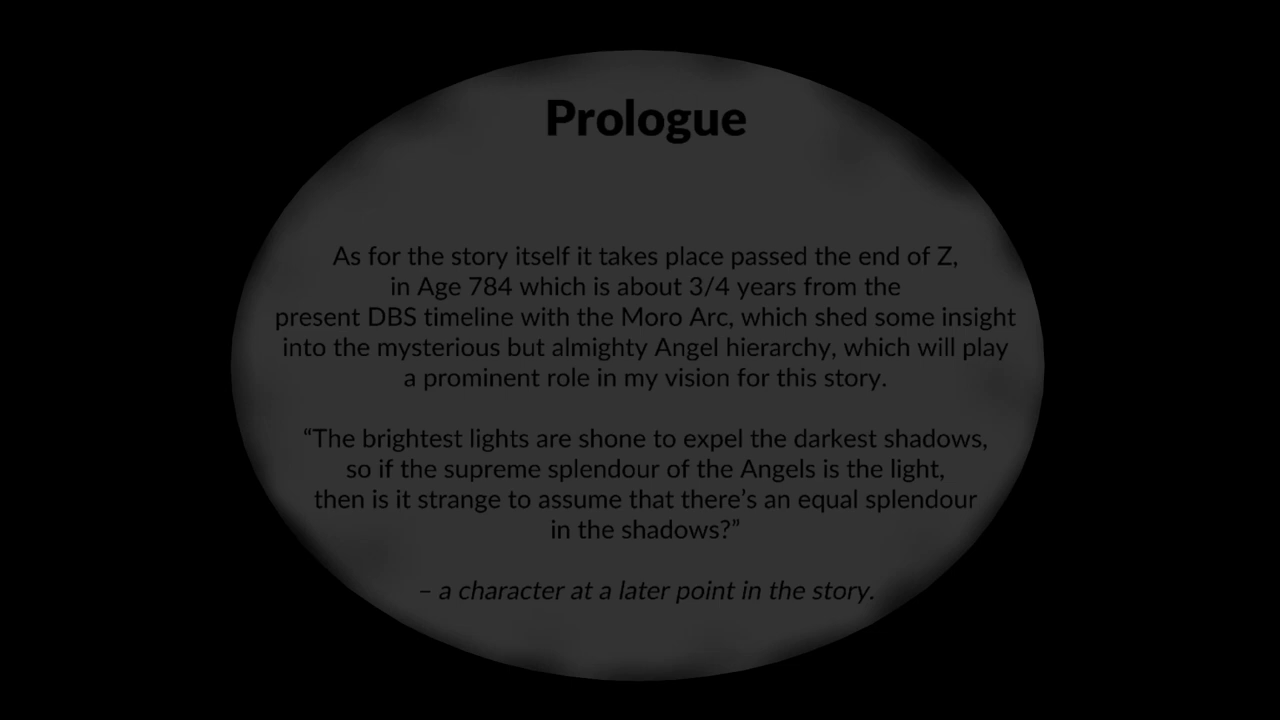 Prologue
As for the story itself it takes place passed the end of Z,
in Age 784 which is about 3/4 years from the
present DBS timeline with the Moro Arc, which shed some insight
into the mysterious but almighty Angel hierarchy, which will play
a prominent role in my vision for this story.
“The brightest lights are shone to expel the darkest shadows,
so if the supreme splendour of the Angels is the light,
then is it strange to assume that there’s an equal splendour
in the shadows?”
– a character at a later point in the story.